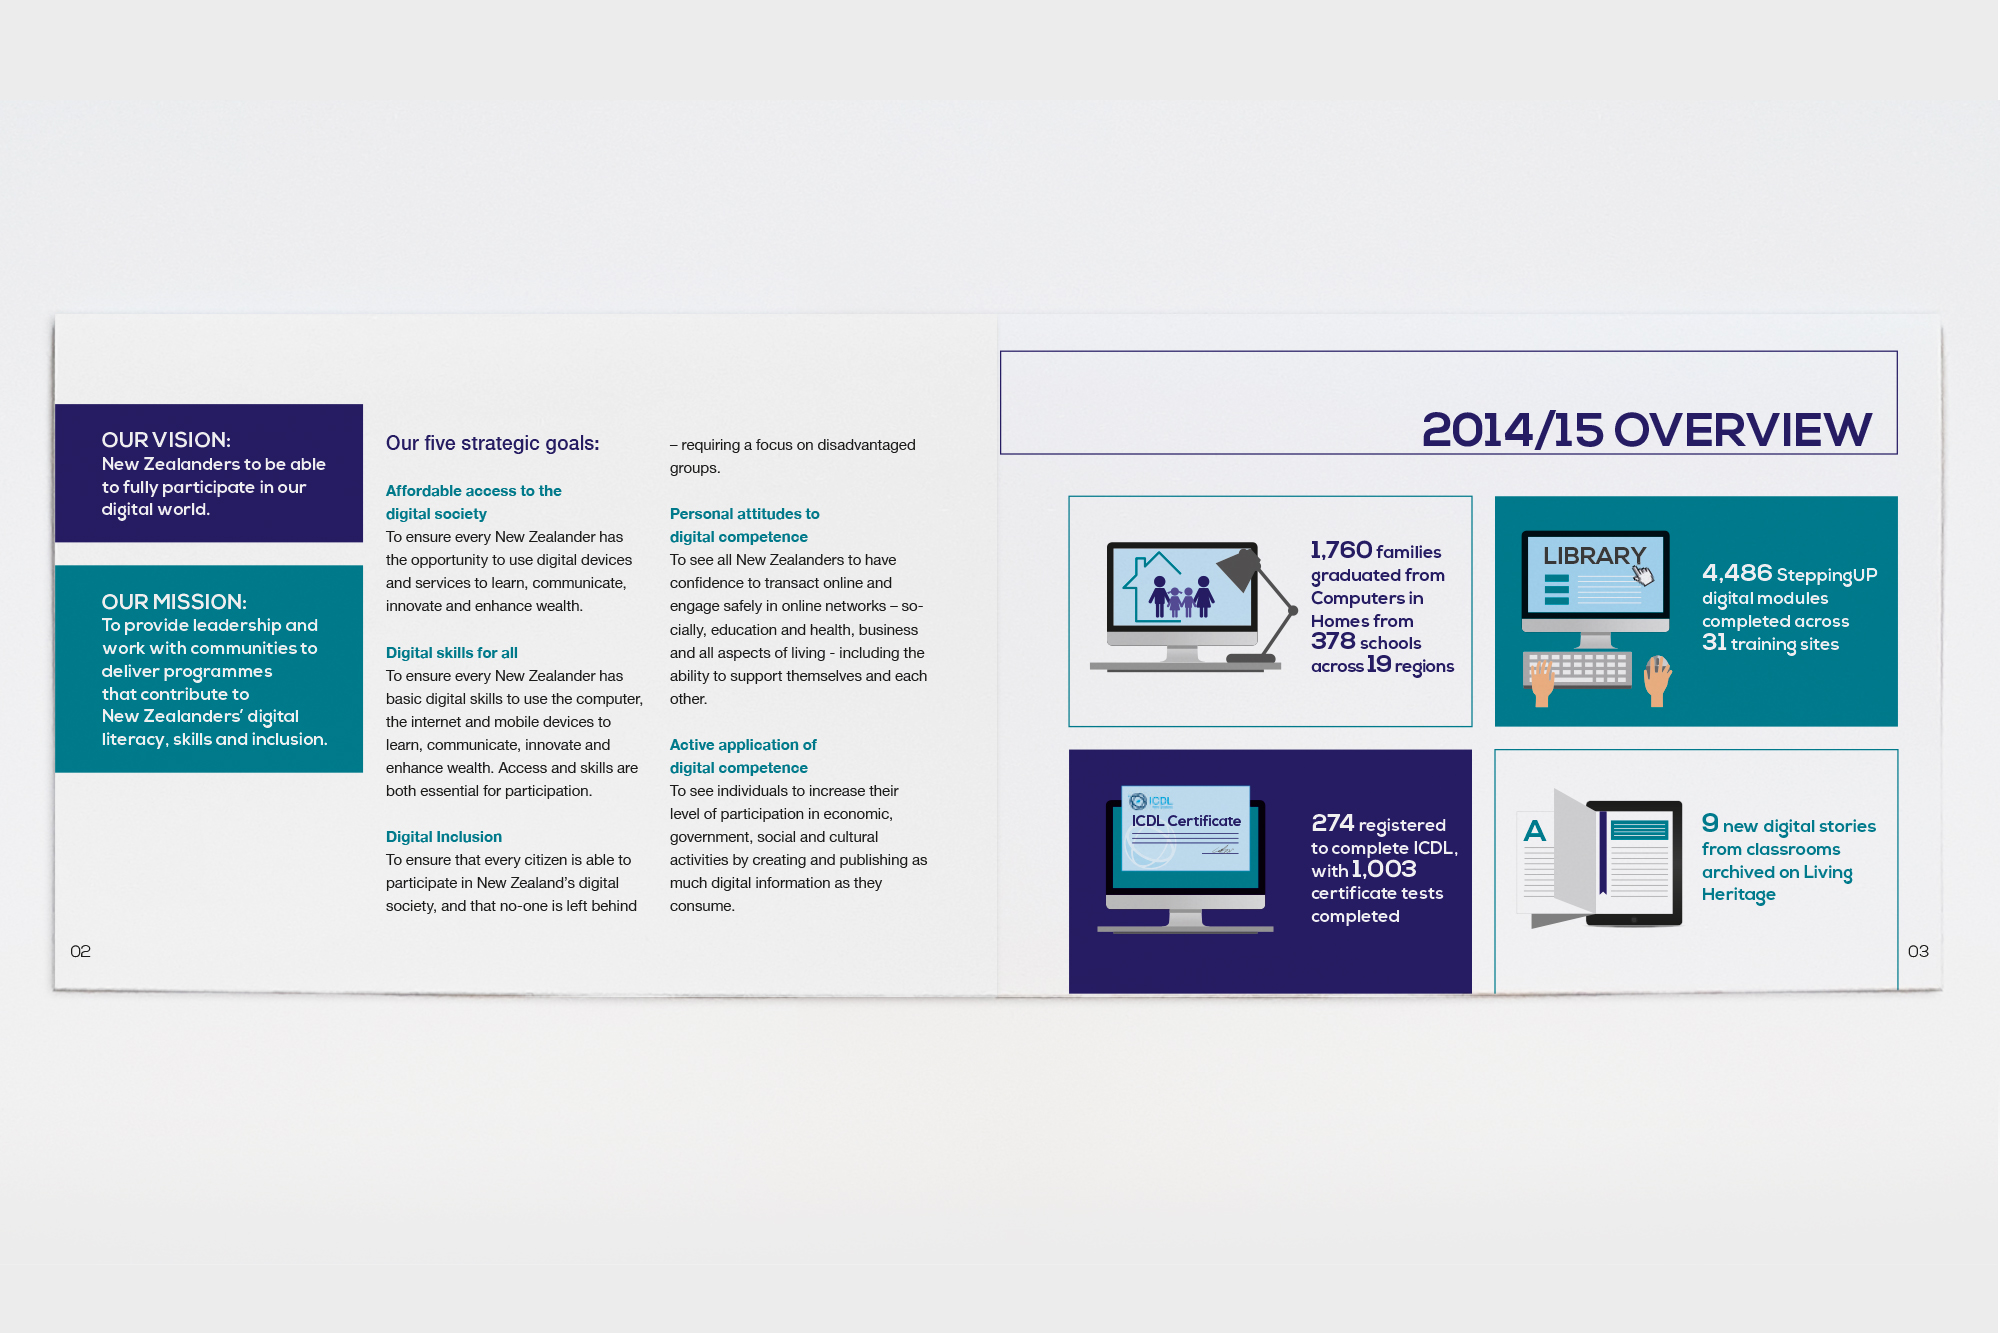 OUR VISION:
New Zealanders to be able
to fully participate in our
digital world.
OUR MISSION:
To provide leadership and
work with communities to
deliver programmes
that contribute to
New Zealanders' digital
literacy, skills and inclusion.
02
Our five strategic goals:
Affordable access to the
digital society
To ensure every New Zealander has
the opportunity to use digital devices
and services to learn, communicate,
innovate and enhance wealth.
Digital skills for all
To ensure every New Zealander has
basic digital skills to use the computer,
the internet and mobile devices to
learn, communicate, innovate and
enhance wealth. Access and skills are
both essential for participation.
Digital Inclusion
To ensure that every citizen is able to
participate in New Zealand's digital
society, and that no-one is left behind
– requiring a focus on disadvantaged
groups.
Personal attitudes to
digital competence
To see all New Zealanders to have
confidence to transact online and
engage safely in online networks – so-
cially, education and health, business
and all aspects of living - including the
ability to support themselves and each
other.
Active application of
digital competence
To see individuals to increase their
level of participation in economic,
government, social and cultural
activities by creating and publishing as
much digital information as they
consume.
2014/15 OVERVIEW
1,760 families
graduated from
Computers in
Homes from
378 schools
across 19 regions
LIBRARY
4,486 SteppingUP
digital modules
completed across
31 training sites
ICDL
ICDL Certificate
274 registered
to complete ICDL,
with 1,003
certificate tests
completed
A
9 new digital stories
from classrooms
archived on Living
Heritage
03